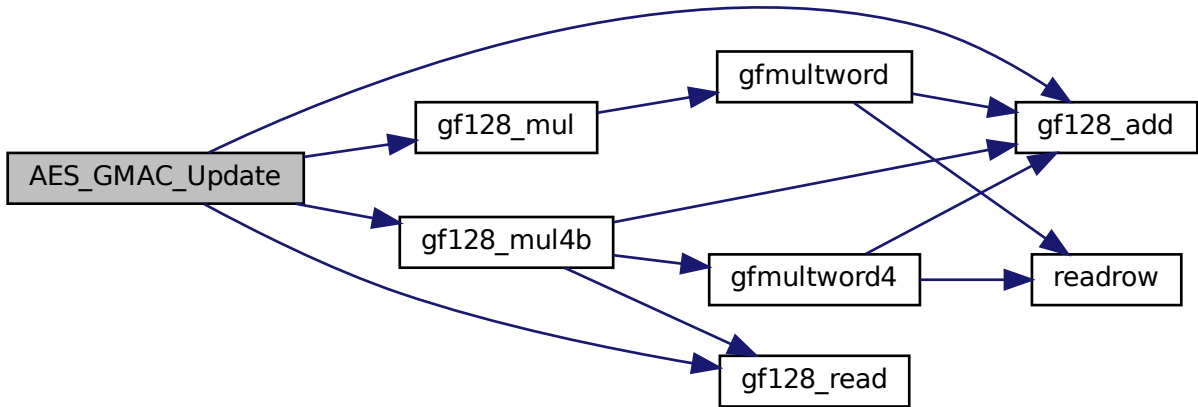 AES_GMAC_Update
gf128_mul
gf128_mul4b
gfmultword
gfmultword4
gf128_read
gf128_add
readrow